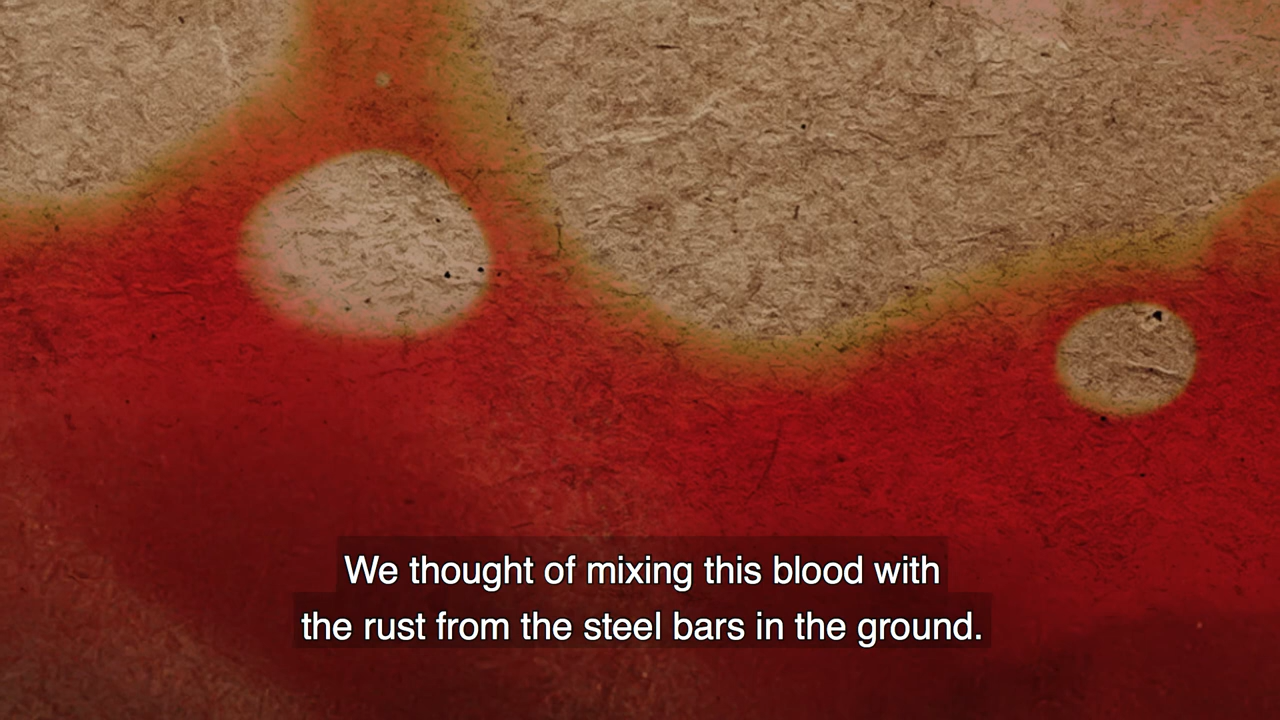 We thought of mixing this blood with
the rust from the steel bars in the ground.